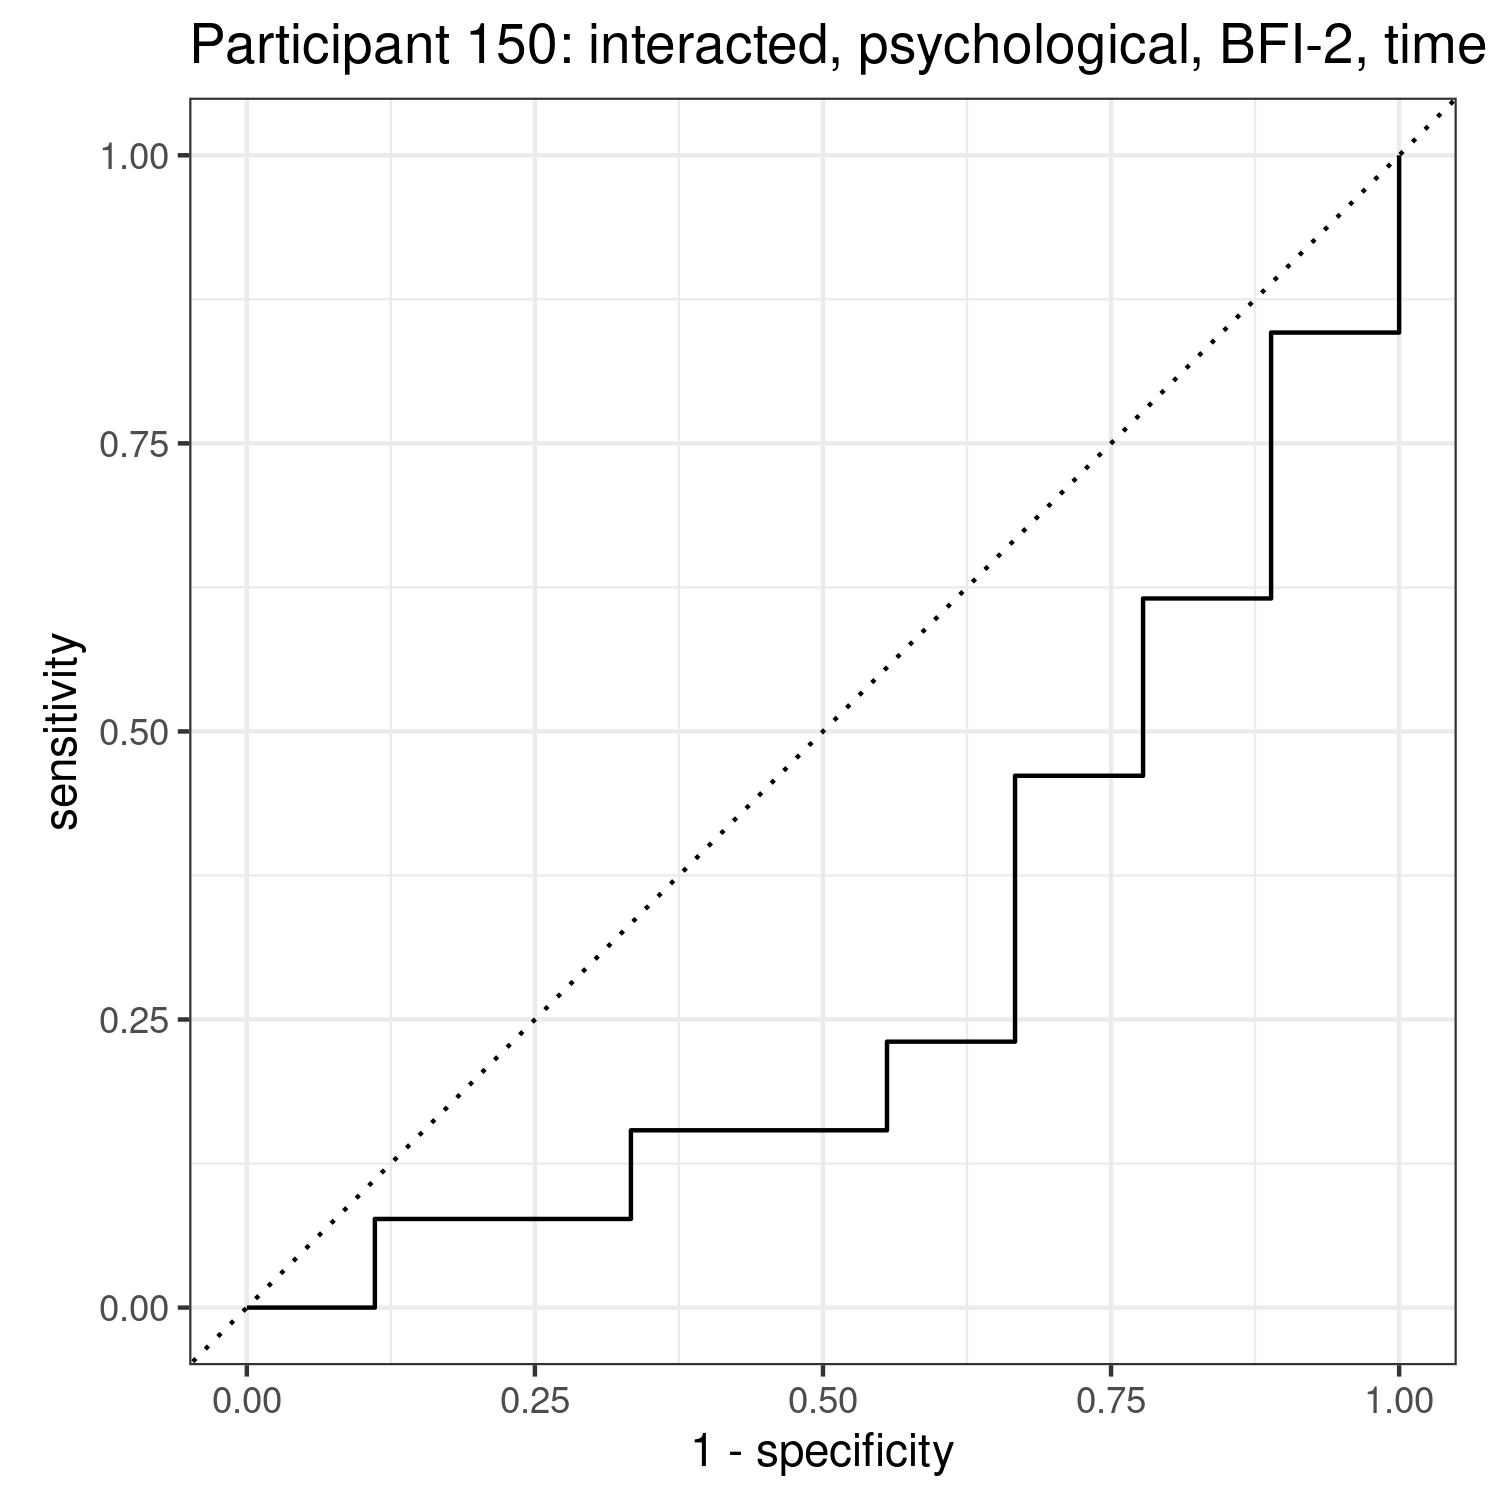 Participant 150: interacted, psychological, BFI-2, time
1.00
0.75
0.50
0.25
0.00
sensitivity
0.00 0.25 0.50 0.75 1.00
1 - specificity